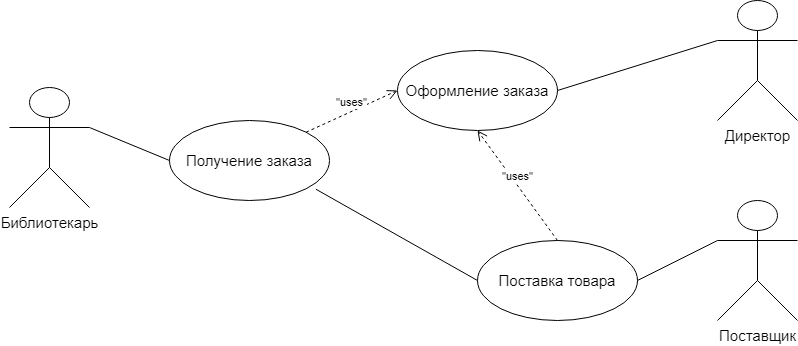 "uses"
Оформление заказа
Директор
Получение заказа
Библиотекарь
"uses"
Поставка товара
Поставщик